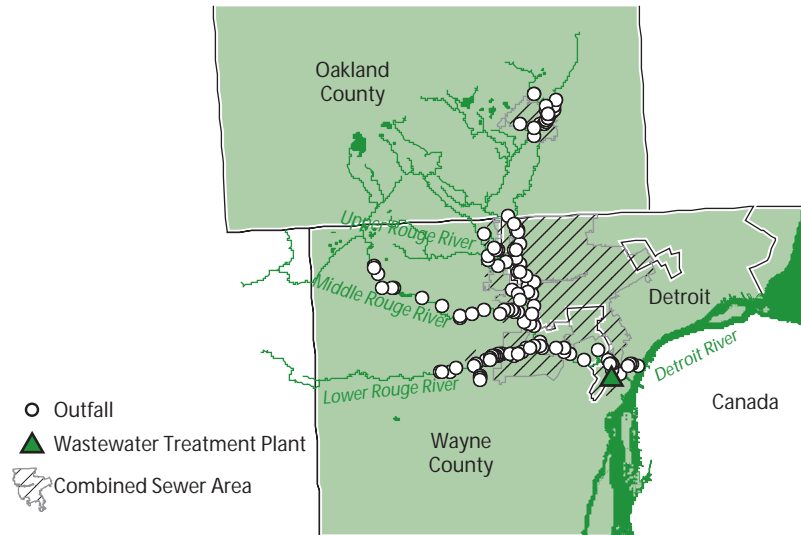 Oakland
County
Upper Rouge River
Middle Rouge River
Detroit
Detroit River
Lower Rouge River
Canada
Outfall
Wastewater Treatment Plant
Wayne
County
Combined Sewer Area